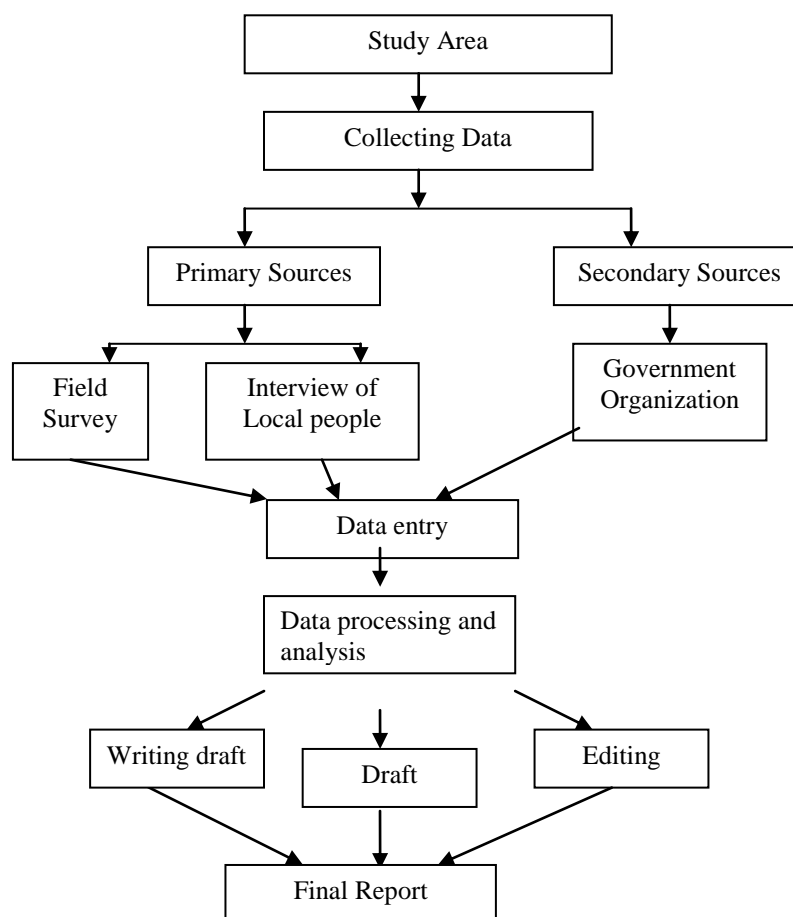 Study Area
Collecting Data
Primary Sources
Secondary Sources
Field
Survey
Interview of
Local people
Government
Organization
Data entry
Data processing and
analysis
Writing draft
Draft
Editing
Final Report